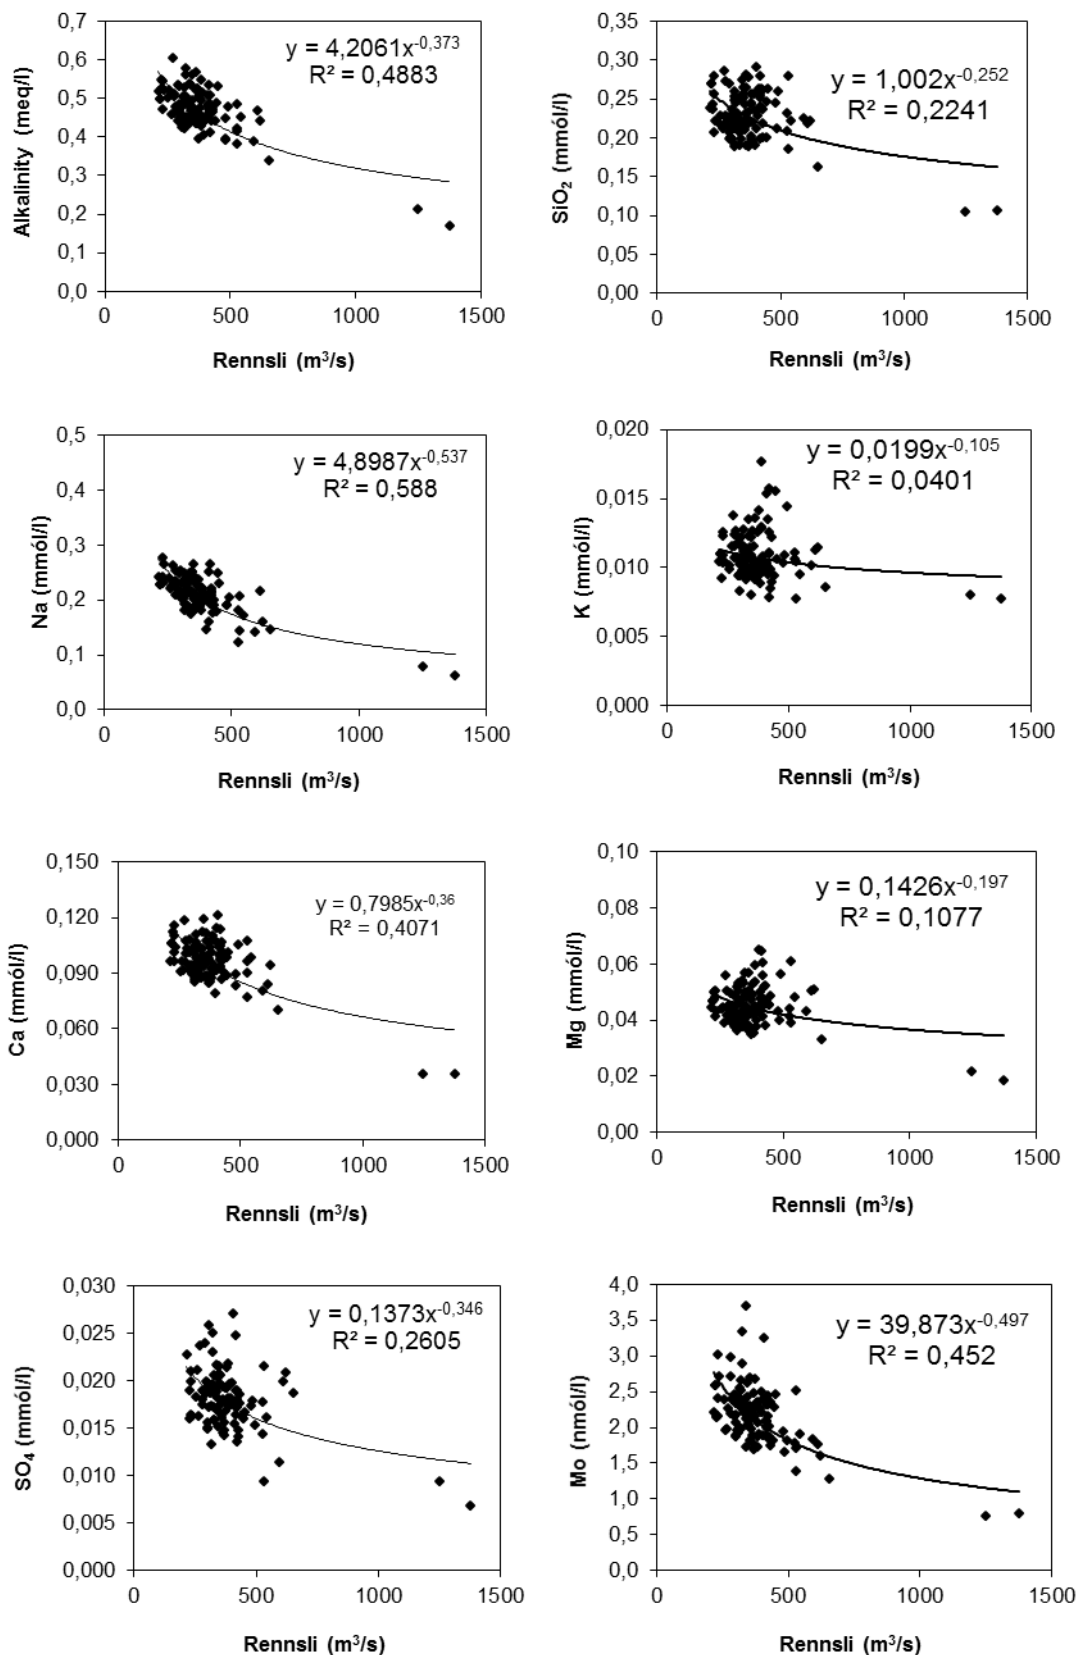 0,7
0,6
0,5
0,4
0,3
0,2
0,1
0,0
0 500 1000 1500
Alkalinity (meq/l)
Rennsli (m³/s)
y = 4,2061x⁻⁰,³⁷³
R² = 0,4883
0,35
0,30
0,25
0,20
0,15
0,10
0,05
0,00
0 500 1000 1500
SiO₂ (mmól/l)
Rennsli (m³/s)
y = 1,002x⁻⁰,²⁵²
R² = 0,2241
0,5
0,4
0,3
0,2
0,1
0,0
0 500 1000 1500
Na (mmól/l)
Rennsli (m³/s)
y = 4,8987x⁻⁰,⁵³⁷
R² = 0,588
0,020
0,015
0,010
0,005
0,000
0 500 1000 1500
K (mmól/l)
Rennsli (m³/s)
y = 0,0199x⁻⁰,¹⁰⁵
R² = 0,0401
0,150
0,120
0,090
0,060
0,030
0,000
0 500 1000 1500
Ca (mmól/l)
Rennsli (m³/s)
y = 0,7985x⁻⁰,³⁶
R² = 0,4071
0,10
0,08
0,06
0,04
0,02
0,00
0 500 1000 1500
Mg (mmól/l)
Rennsli (m³/s)
y = 0,1426x⁻⁰,¹⁹⁷
R² = 0,1077
0,030
0,025
0,020
0,015
0,010
0,005
0,000
0 500 1000 1500
SO₄ (mmól/l)
Rennsli (m³/s)
y = 0,1373x⁻⁰,³⁴⁶
R² = 0,2605
4,0
3,5
3,0
2,5
2,0
1,5
1,0
0,5
0,0
0 500 1000 1500
Mo (nmól/l)
Rennsli (m³/s)
y = 39,873x⁻⁰,⁴⁹⁷
R² = 0,452